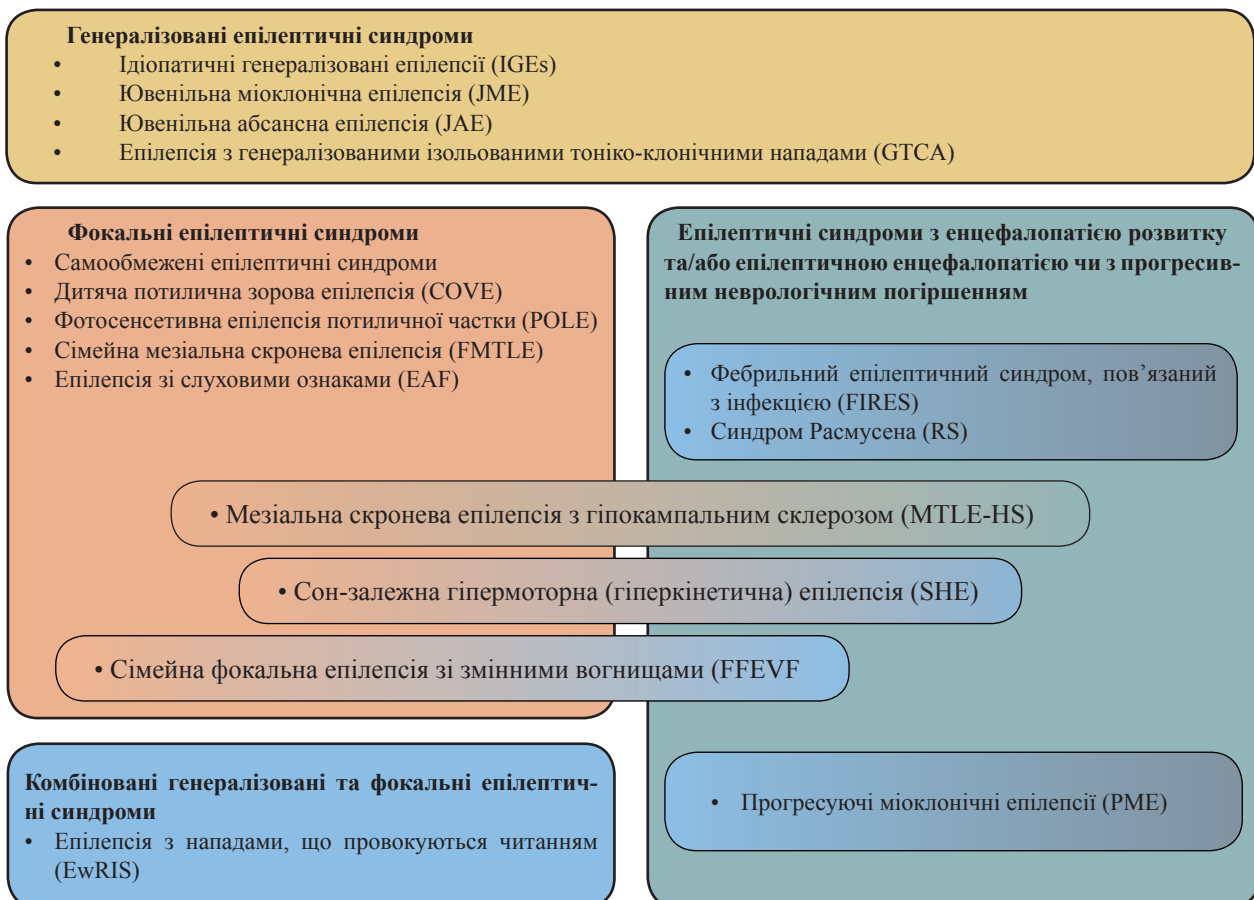 Генералізовані епілептичні синдроми
• Ідіопатичні генералізовані епілепсії (IGEs)
• Ювенільна міоклонічна епілепсія (JME)
• Ювенільна абсансна епілепсія (JAE)
• Епілепсія з генералізованими ізольованими тоніко-клонічними нападами (GTCA)
Фокальні епілептичні синдроми
• Самообмежені епілептичні синдроми
• Дитяча потилична зорова епілепсія (COVE)
• Фотосенсетивна епілепсія потиличної частки (POLE)
• Сімейна мезіальна скронева епілепсія (FMTLE)
• Епілепсія зі слуховими ознаками (EAF)
Епілептичні синдроми з енцефалопатією розвитку
та/або епілептичною енцефалопатією чи з прогресив-
ним неврологічним погіршенням
• Фебрильний епілептичний синдром, пов’язаний
з інфекцією (FIRES)
• Синдром Расмусена (RS)
• Мезіальна скронева епілепсія з гіпокампальним склерозом (MTLE-HS)
• Сон-залежна гіпермоторна (гіперкінетична) епілепсія (SHE)
• Сімейна фокальна епілепсія зі змінними вогнищами (FFEVF
Комбіновані генералізовані та фокальні епілептич-
ні синдроми
• Епілепсія з нападами, що провокуються читанням
(EwRIS)
• Прогресуючі міоклонічні епілепсії (PME)